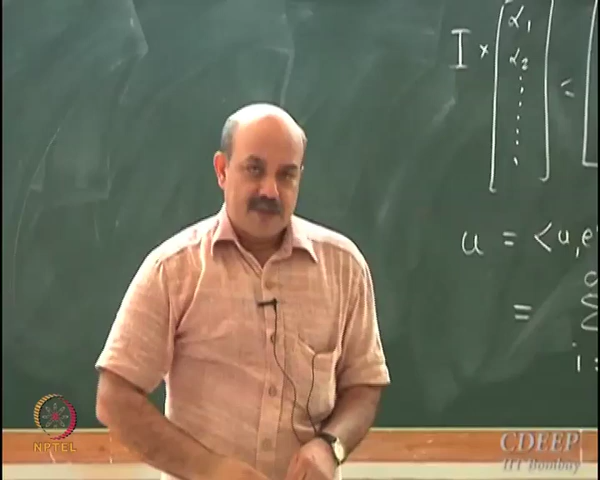 I × [ α₁ α₂ ⋮ ] = [
u = <u, e
= 
i =
NPTEL
CDEEP
IIT Bombay